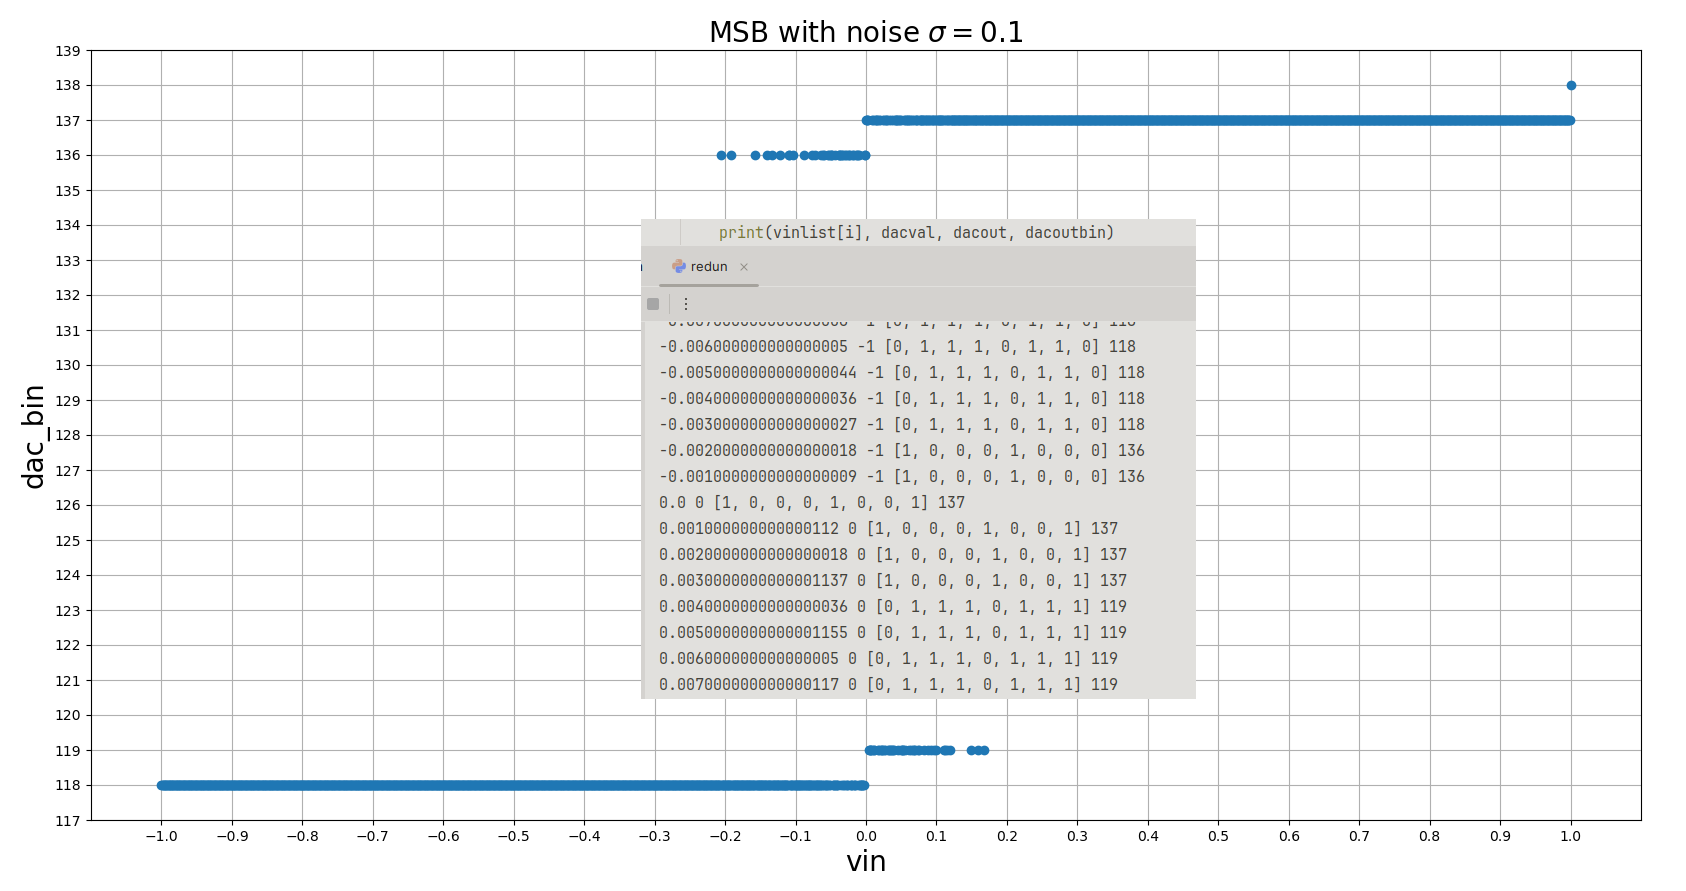 MSB with noise σ = 0.1
139
138
137
136
135
134
133
132
131
130
129
128
127
126
125
124
123
122
121
120
119
118
117
dac_bin
print(vinlist[i], dacval, dacout, dacoutbin)
redun
-0.006000000000000005 -1 [0, 1, 1, 1, 0, 1, 1, 0] 118
-0.0050000000000000044 -1 [0, 1, 1, 1, 0, 1, 1, 0] 118
-0.0040000000000000036 -1 [0, 1, 1, 1, 0, 1, 1, 0] 118
-0.0030000000000000027 -1 [0, 1, 1, 1, 0, 1, 1, 0] 118
-0.0020000000000000018 -1 [1, 0, 0, 0, 1, 0, 0, 0] 136
-0.0010000000000000009 -1 [1, 0, 0, 0, 1, 0, 0, 0] 136
0.0 0 [1, 0, 0, 0, 1, 0, 0, 1] 137
0.001000000000000112 0 [1, 0, 0, 0, 1, 0, 0, 1] 137
0.0020000000000000018 0 [1, 0, 0, 0, 1, 0, 0, 1] 137
0.0030000000000001137 0 [1, 0, 0, 0, 1, 0, 0, 1] 137
0.0040000000000000036 0 [0, 1, 1, 1, 0, 1, 1, 1] 119
0.0050000000000001155 0 [0, 1, 1, 1, 0, 1, 1, 1] 119
0.006000000000000005 0 [0, 1, 1, 1, 0, 1, 1, 1] 119
0.007000000000000117 0 [0, 1, 1, 1, 0, 1, 1, 1] 119
−1.0 −0.9 −0.8 −0.7 −0.6 −0.5 −0.4 −0.3 −0.2 −0.1 0.0 0.1 0.2 0.3 0.4 0.5 0.6 0.7 0.8 0.9 1.0
vin